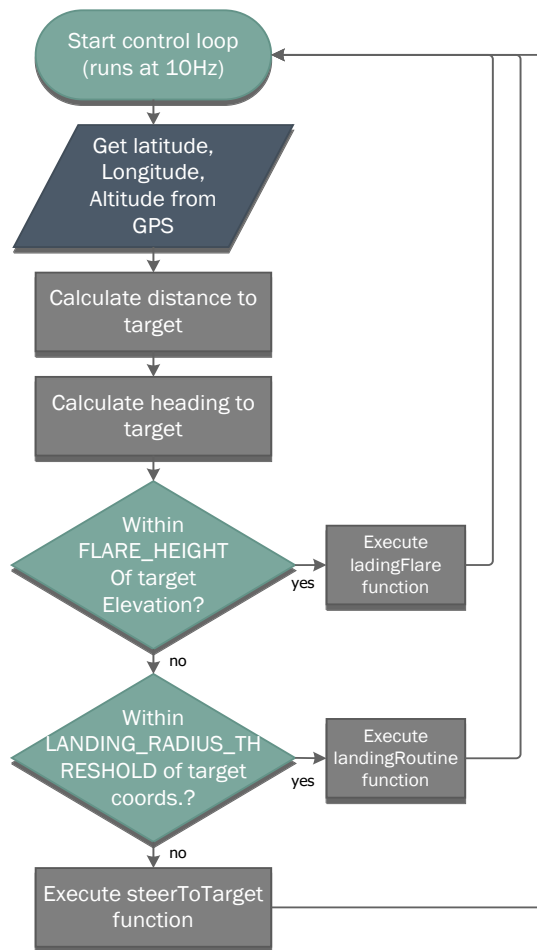 Start control loop
(runs at 10Hz)
Get latitude,
Longitude,
Altitude from
GPS
Calculate distance to
target
Calculate heading to
target
Within
FLARE_HEIGHT
Of target
Elevation?
yes
Execute
ladingFlare
function
no
Within
LANDING_RADIUS_TH
RESHOLD of target
coords.?
yes
Execute
landingRoutine
function
no
Execute steerToTarget
function